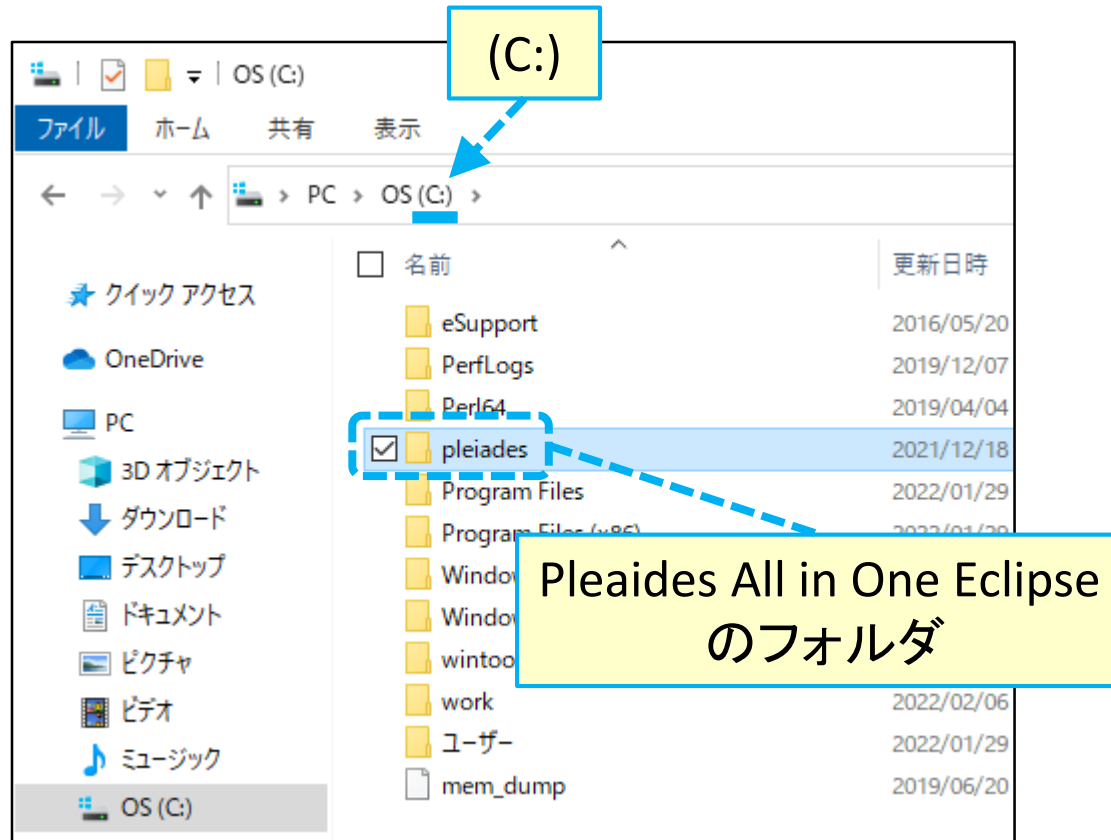 (C:)
OS (C:)
ファイル ホーム 共有 表示
PC OS (C:)
名前 更新日時
クイック アクセス
OneDrive
PC
3D オブジェクト
ダウンロード
デスクトップ
ドキュメント
ピクチャ
ビデオ
ミュージック
OS (C:)
eSupport 2016/05/20
PerfLogs 2019/12/07
Perl64 2019/04/04
pleiades 2021/12/18
Program Files 2022/01/29
Program Files (x86) 2022/01/29
Pleaides All in One Eclipse
のフォルダ
work 2022/02/06
ユーザー 2022/01/29
mem_dump 2019/06/20